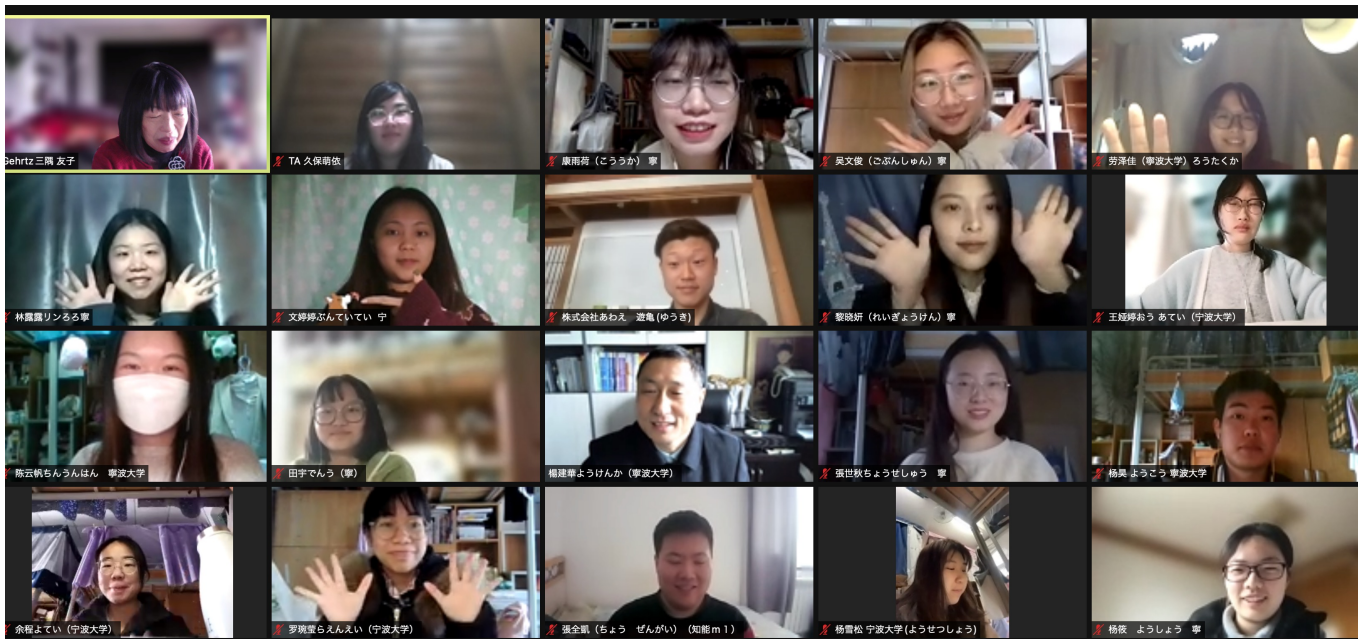 Gehrtz 三隅 友子
TA 久保萌依
康雨荷（こううか） 寧
吴文俊（ごぶんしゅん）寧
劳泽佳（寧波大学）ろうたくか
林露露リンろろ寧
文婷婷ぶんていてい 宁
株式会社あわえ 遊亀 (ゆうき)
黎晓妍（れいぎょうけん）寧
王娅婷おう あてい（宁波大学）
陈云帆ちんうんはん 寧波大学
田宇でんう（寧）
楊建華ようけんか（寧波大学）
張世秋ちょうせしゅう 寧
杨昊 ようこう 寧波大学
余程よてい（宁波大学）
罗琬莹らえんえい（宁波大学）
張全凱（ちょう ぜんがい）（知能ｍ１）
杨雪松 宁波大学 (ようせつしょう)
杨筱 ようしょう 寧